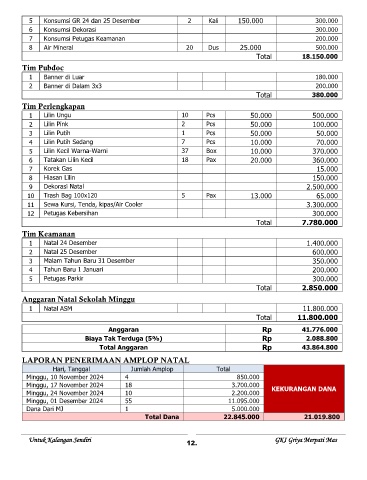 5 Konsumsi GR 24 dan 25 Desember 2 Kali 150.000 300.000
6 Konsumsi Dekorasi 300.000
7 Konsumsi Petugas Keamanan 200.000
8 Air Mineral 20 Dus 25.000 500.000
Total 18.150.000
Tim Pubdoc
1 Banner di Luar 180.000
2 Banner di Dalam 3x3 200.000
Total 380.000
Tim Perlengkapan
1 Lilin Ungu 10 Pcs 50.000 500.000
2 Lilin Pink 2 Pcs 50.000 100.000
3 Lilin Putih 1 Pcs 50.000 50.000
4 Lilin Putih Sedang 7 Pcs 10.000 70.000
5 Lilin Kecil Warna-Warni 37 Box 10.000 370.000
6 Tatakan Lilin Kecil 18 Pax 20.000 360.000
7 Korek Gas 15.000
8 Hiasan Lilin 150.000
9 Dekorasi Natal 2.500.000
10 Trash Bag 100x120 5 Pax 13.000 65.000
11 Sewa Kursi, Tenda, kipas/Air Cooler 3.300.000
12 Petugas Kebersihan 300.000
Total 7.780.000
Tim Keamanan
1 Natal 24 Desember 1.400.000
2 Natal 25 Desember 600.000
3 Malam Tahun Baru 31 Desember 350.000
4 Tahun Baru 1 Januari 200.000
5 Petugas Parkir 300.000
Total 2.850.000
Anggaran Natal Sekolah Minggu
1 Natal ASM 11.800.000
Total 11.800.000
Anggaran Rp 41.776.000
Biaya Tak Terduga (5%) Rp 2.088.800
Total Anggaran Rp 43.864.800
LAPORAN PENERIMAAN AMPLOP NATAL
Hari, Tanggal Jumlah Amplop Total
Minggu, 10 November 2024 4 850.000
Minggu, 17 November 2024 18 3.700.000
KEKURANGAN DANA
Minggu, 24 November 2024 10 2.200.000
Minggu, 01 Desember 2024 55 11.095.000
Dana Dari MJ 1 5.000.000
Total Dana 22.845.000 21.019.800
Untuk Kalangan Sendiri 12. GKI Griya Merpati Mas